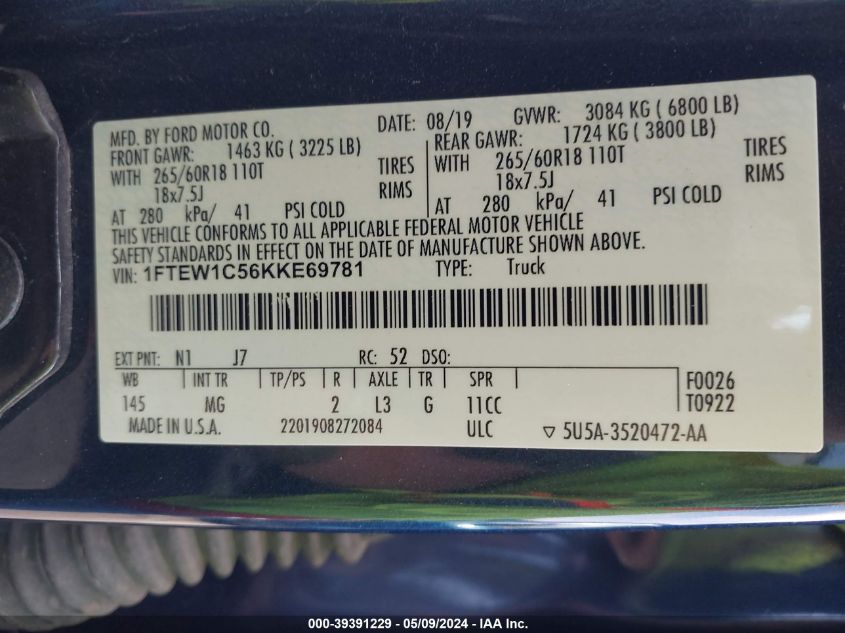 MFD. BY FORD MOTOR CO. DATE: 08/19 GVWR: 3084 KG ( 6800 LB)
FRONT GAWR: 1463 KG ( 3225 LB) REAR GAWR: 1724 KG ( 3800 LB)
WITH 265/60R18 110T TIRES WITH 265/60R18 110T TIRES
18x7.5J RIMS 18x7.5J RIMS
AT 280 kPa/ 41 PSI COLD AT 280 kPa/ 41 PSI COLD
THIS VEHICLE CONFORMS TO ALL APPLICABLE FEDERAL MOTOR VEHICLE
SAFETY STANDARDS IN EFFECT ON THE DATE OF MANUFACTURE SHOWN ABOVE.
VIN: 1FTEW1C56KKE69781 TYPE: Truck
EXT PNT: N1 J7 RC: 52 DSO:
WB INT TR TP/PS R AXLE TR SPR F0026
145 MG 2 L3 G 11CC T0922
MADE IN U.S.A. 2201908272084 ULC ▽ 5U5A-3520472-AA
000-39391229 - 05/09/2024 - IAA Inc.